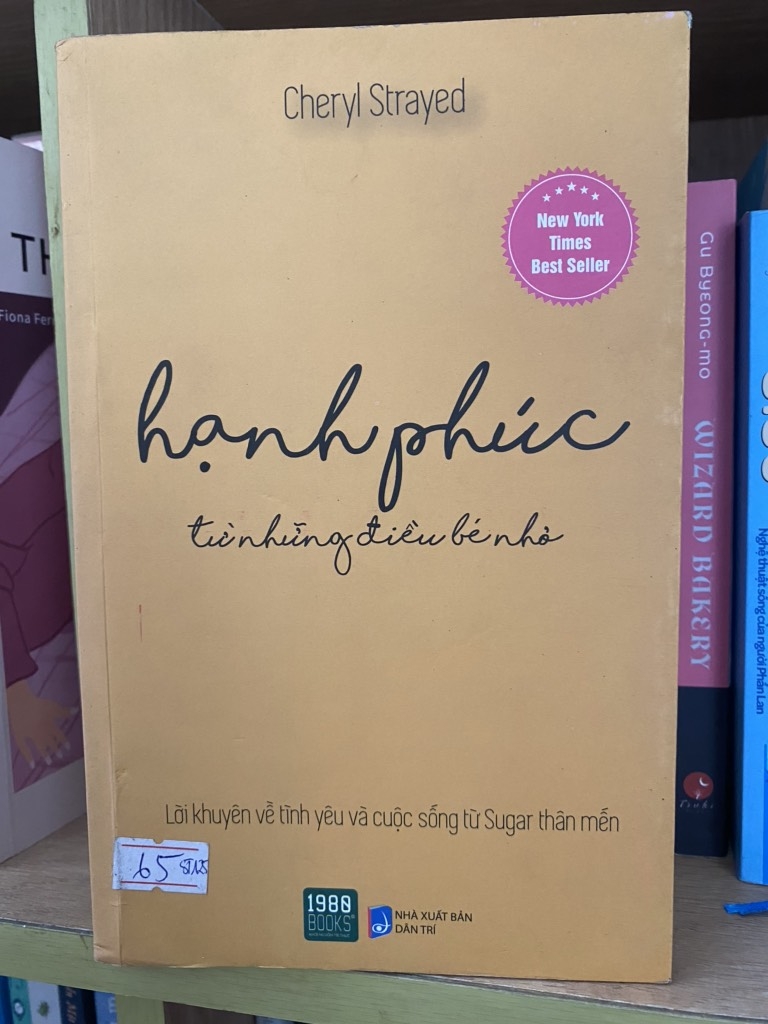 Cheryl Strayed
New York
Times
Best Seller
hạnh phúc
từ những điều bé nhỏ
Lời khuyên về tình yêu và cuộc sống từ Sugar thân mến
65
1980
BOOKS
NHÀ XUẤT BẢN
DÂN TRÍ
TH
Fiona Fer
Gu Byeong-mo
WIZARD BAKERY
Nghệ thuật sống của người Phần Lan